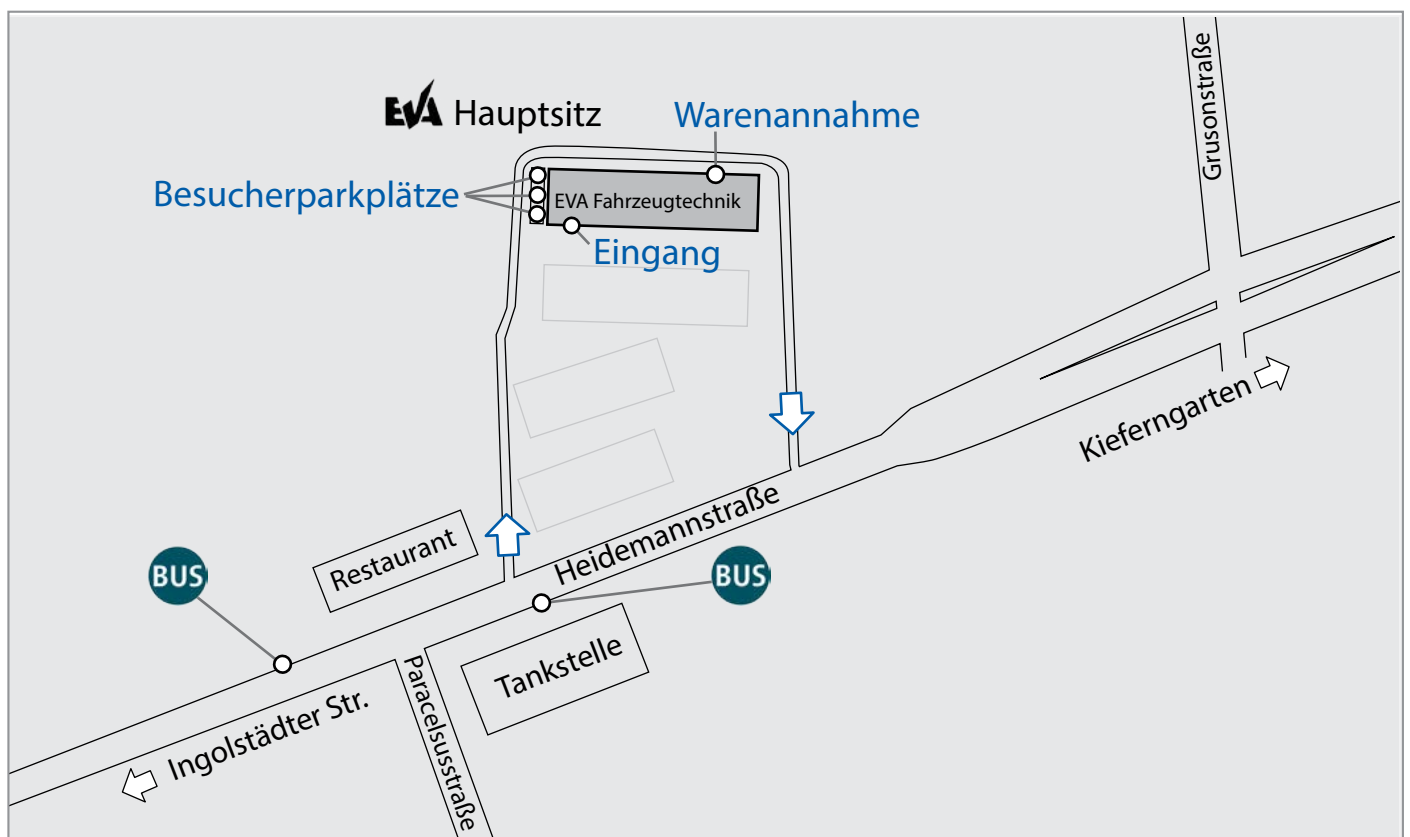 Grusonstraße
EVA Hauptsitz
Warenannahme
Besucherparkplätze
EVA Fahrzeugtechnik
Eingang
Kieferngarten
Heidemannstraße
Restaurant
BUS
BUS
Tankstelle
Paracelsusstraße
Ingolstädter Str.